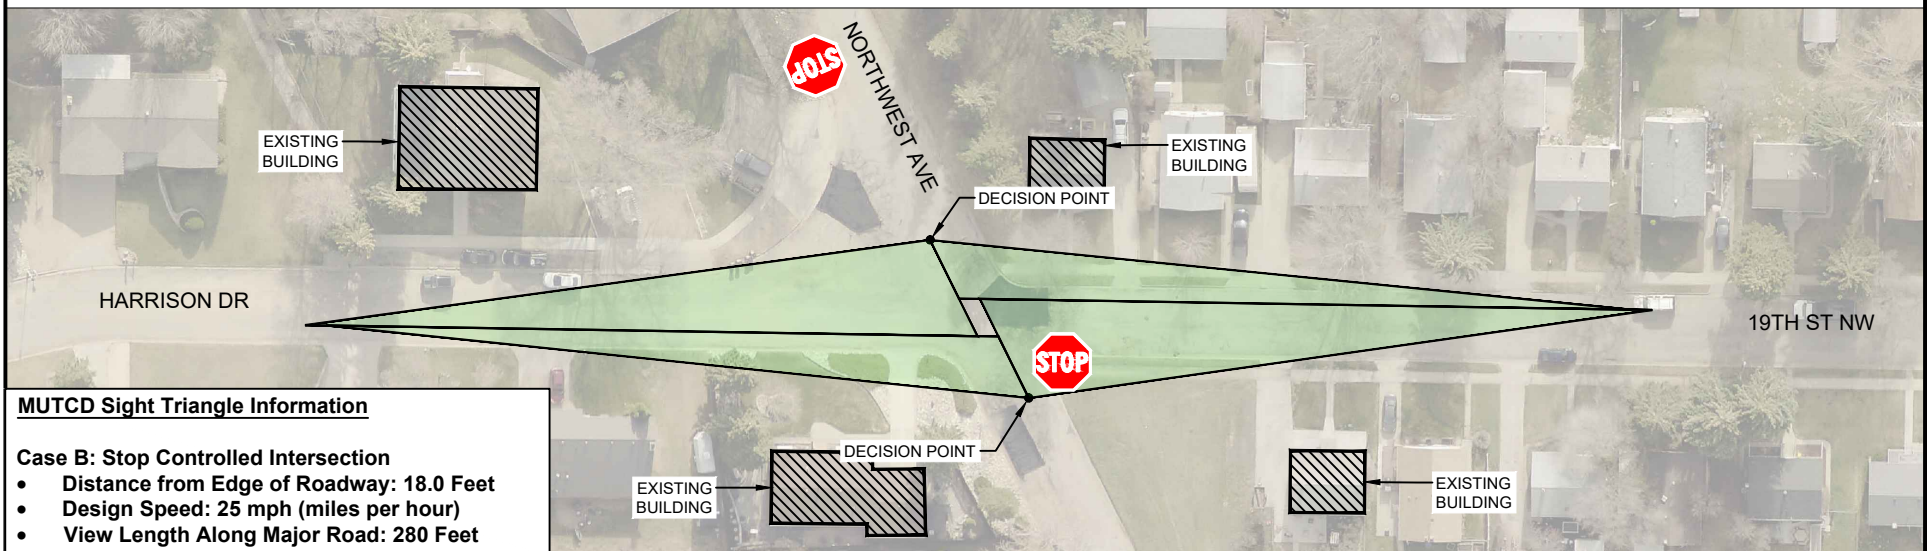 STOP
NORTHWEST AVE
EXISTING
BUILDING
EXISTING
BUILDING
DECISION POINT
HARRISON DR
19TH ST NW
STOP
DECISION POINT
EXISTING
BUILDING
EXISTING
BUILDING
MUTCD Sight Triangle Information
Case B: Stop Controlled Intersection
• Distance from Edge of Roadway: 18.0 Feet
• Design Speed: 25 mph (miles per hour)
• View Length Along Major Road: 280 Feet